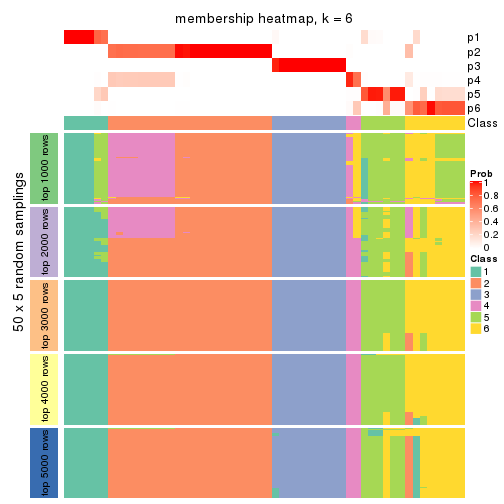 membership heatmap, k = 6
p1
p2
p3
p4
p5
p6
Class
50 x 5 random samplings
top 1000 rows
top 2000 rows
top 3000 rows
top 4000 rows
top 5000 rows
Prob
1
0.8
0.6
0.4
0.2
0
Class
1
2
3
4
5
6